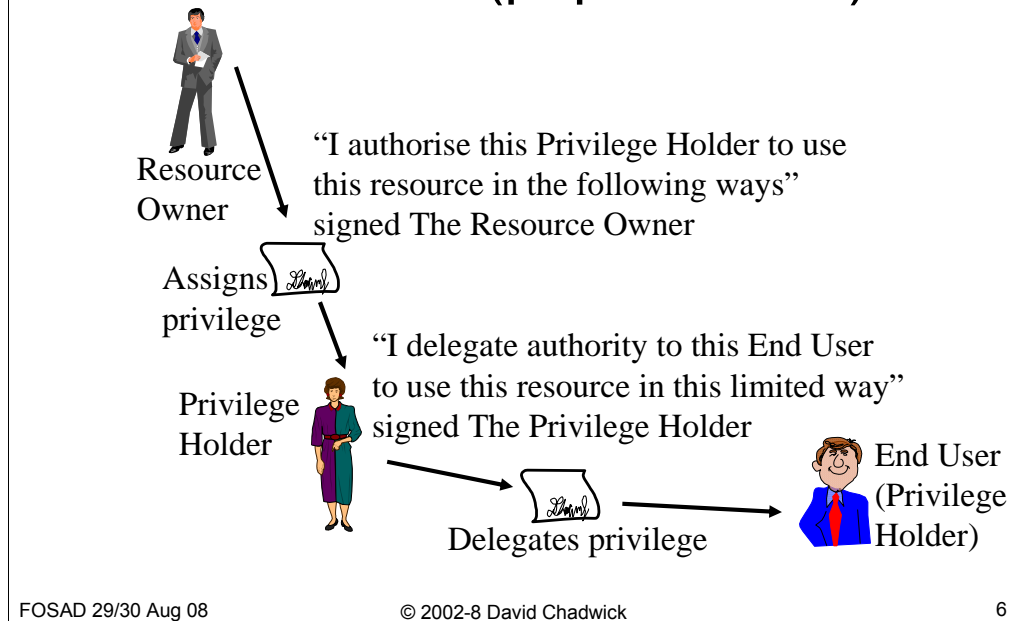 Resource
Owner
“I authorise this Privilege Holder to use
this resource in the following ways”
signed The Resource Owner
Assigns
privilege
“I delegate authority to this End User
to use this resource in this limited way”
signed The Privilege Holder
Privilege
Holder
End User
(Privilege
Holder)
Delegates privilege
FOSAD 29/30 Aug 08
© 2002-8 David Chadwick
6